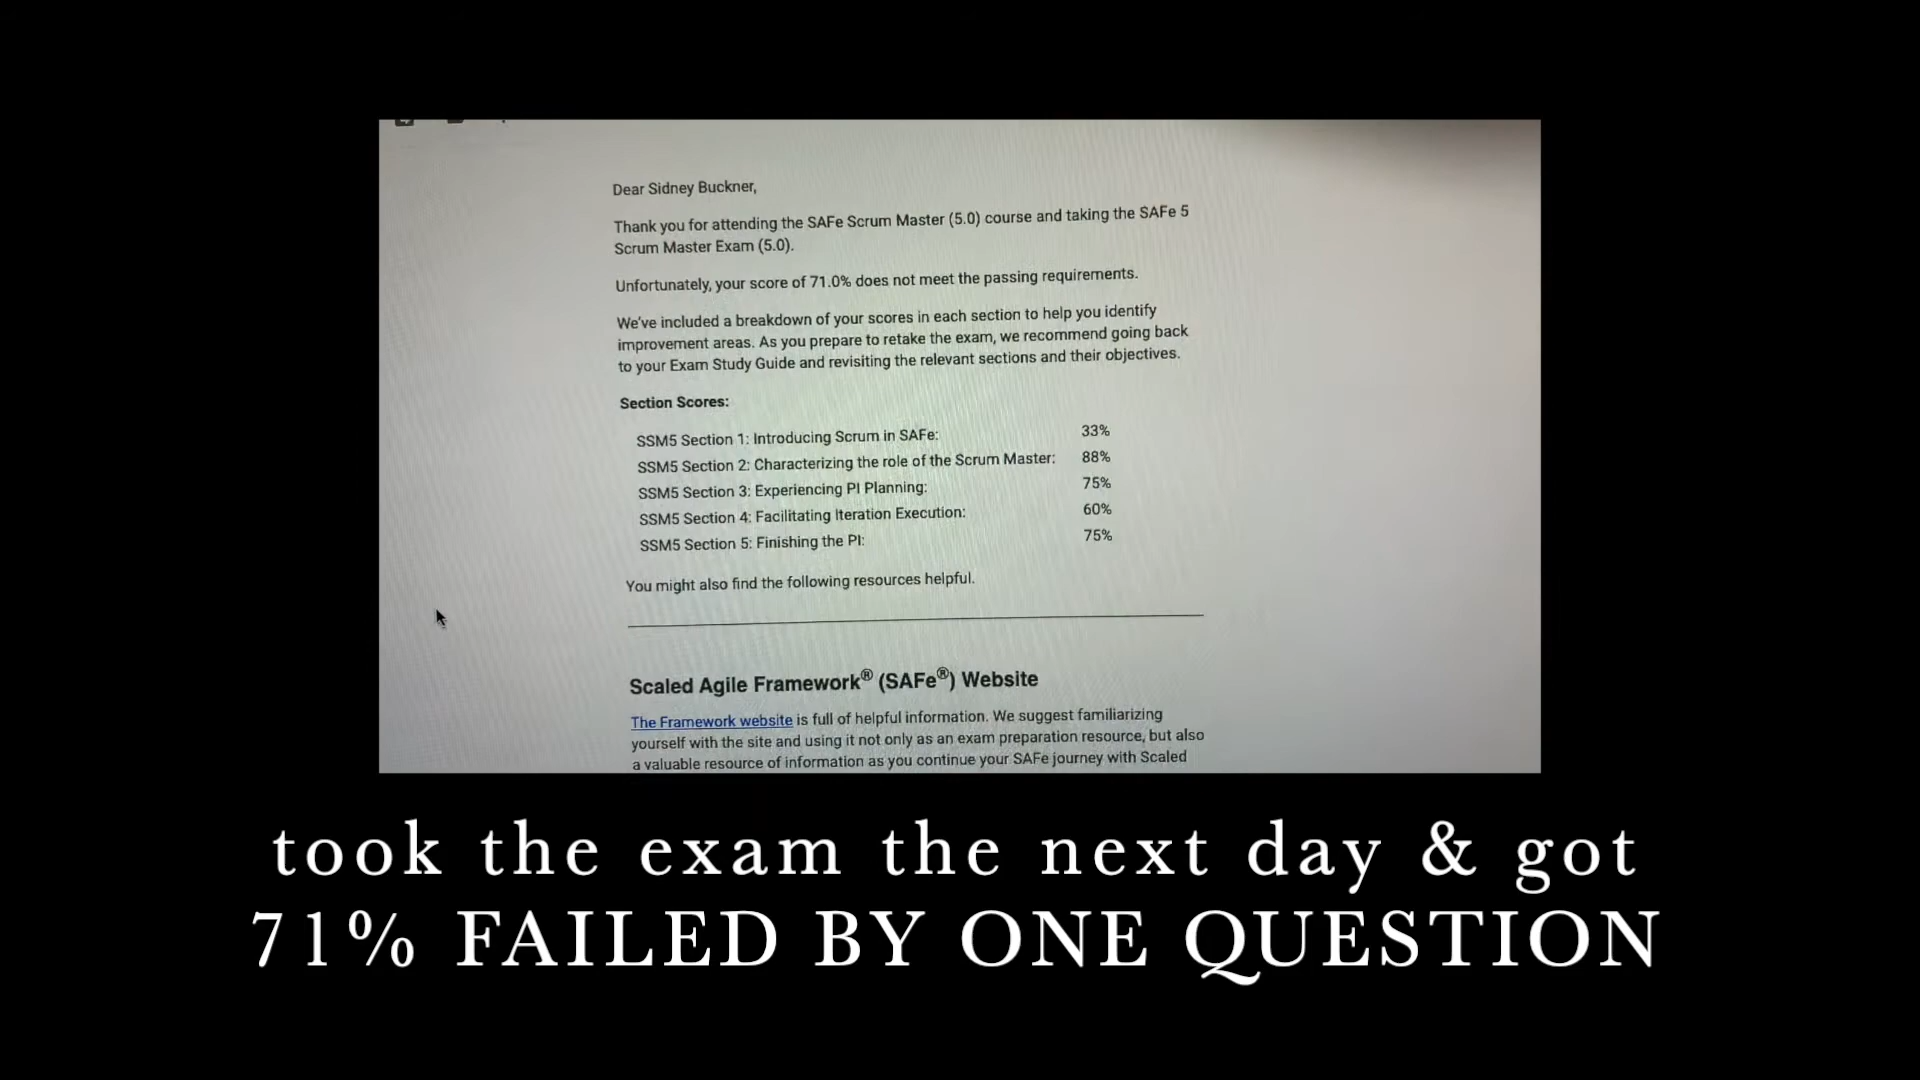 Dear Sidney Buckner,
Thank you for attending the SAFe Scrum Master (5.0) course and taking the SAFe 5
Scrum Master Exam (5.0).
Unfortunately, your score of 71.0% does not meet the passing requirements.
We've included a breakdown of your scores in each section to help you identify
improvement areas. As you prepare to retake the exam, we recommend going back
to your Exam Study Guide and revisiting the relevant sections and their objectives.
Section Scores:
SSM5 Section 1: Introducing Scrum in SAFe: 33%
SSM5 Section 2: Characterizing the role of the Scrum Master: 88%
SSM5 Section 3: Experiencing PI Planning: 75%
SSM5 Section 4: Facilitating Iteration Execution: 60%
SSM5 Section 5: Finishing the PI: 75%
You might also find the following resources helpful.
Scaled Agile Framework® (SAFe®) Website
The Framework website is full of helpful information. We suggest familiarizing
yourself with the site and using it not only as an exam preparation resource, but also
a valuable resource of information as you continue your SAFe journey with Scaled
took the exam the next day & got
71% FAILED BY ONE QUESTION